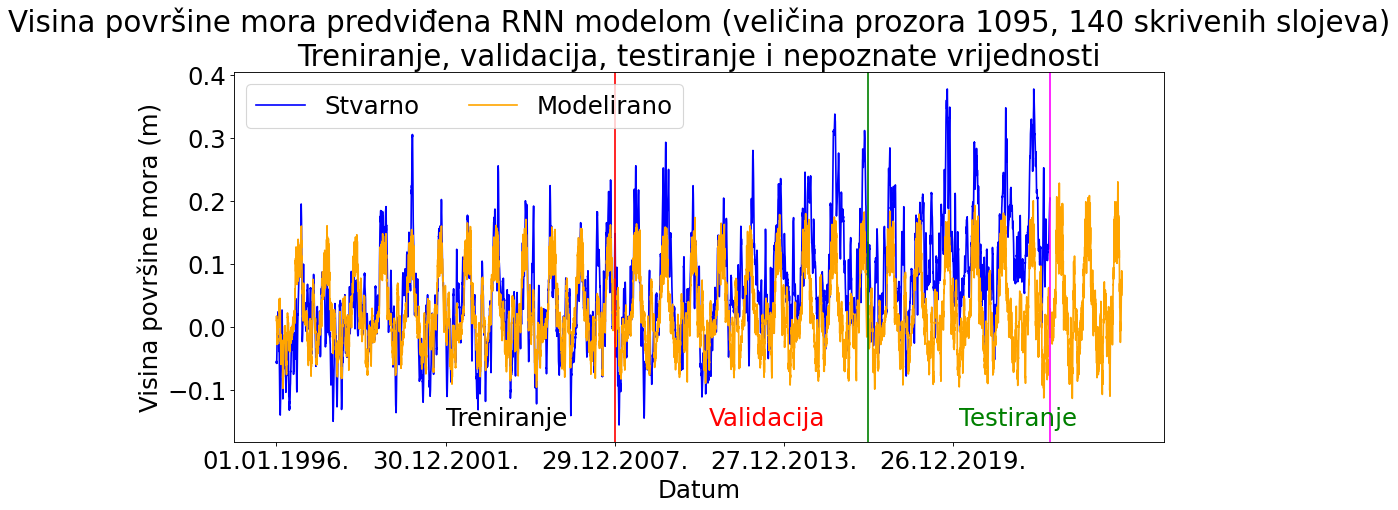 Visina površine mora predviđena RNN modelom (veličina prozora 1095, 140 skrivenih slojeva)
Treniranje, validacija, testiranje i nepoznate vrijednosti
Stvarno
Modelirano
Visina površine mora (m)
0.4
0.3
0.2
0.1
0.0
−0.1
Treniranje
Validacija
Testiranje
01.01.1996.
30.12.2001.
29.12.2007.
27.12.2013.
26.12.2019.
Datum